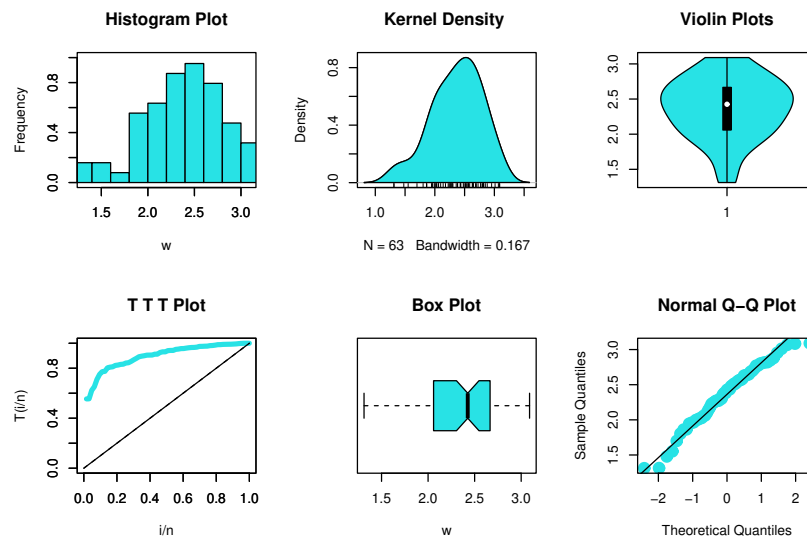 Histogram Plot
Frequency
0.0 0.4 0.8
1.5 2.0 2.5 3.0
w
Kernel Density
Density
0.0 0.4 0.8
1.0 2.0 3.0
N = 63 Bandwidth = 0.167
Violin Plots
1.5 2.0 2.5 3.0
1
T T T Plot
T(i/n)
0.0 0.4 0.8
0.0 0.2 0.4 0.6 0.8 1.0
i/n
Box Plot
1.5 2.0 2.5 3.0
w
Normal Q−Q Plot
Sample Quantiles
1.5 2.0 2.5 3.0
−2 −1 0 1 2
Theoretical Quantiles